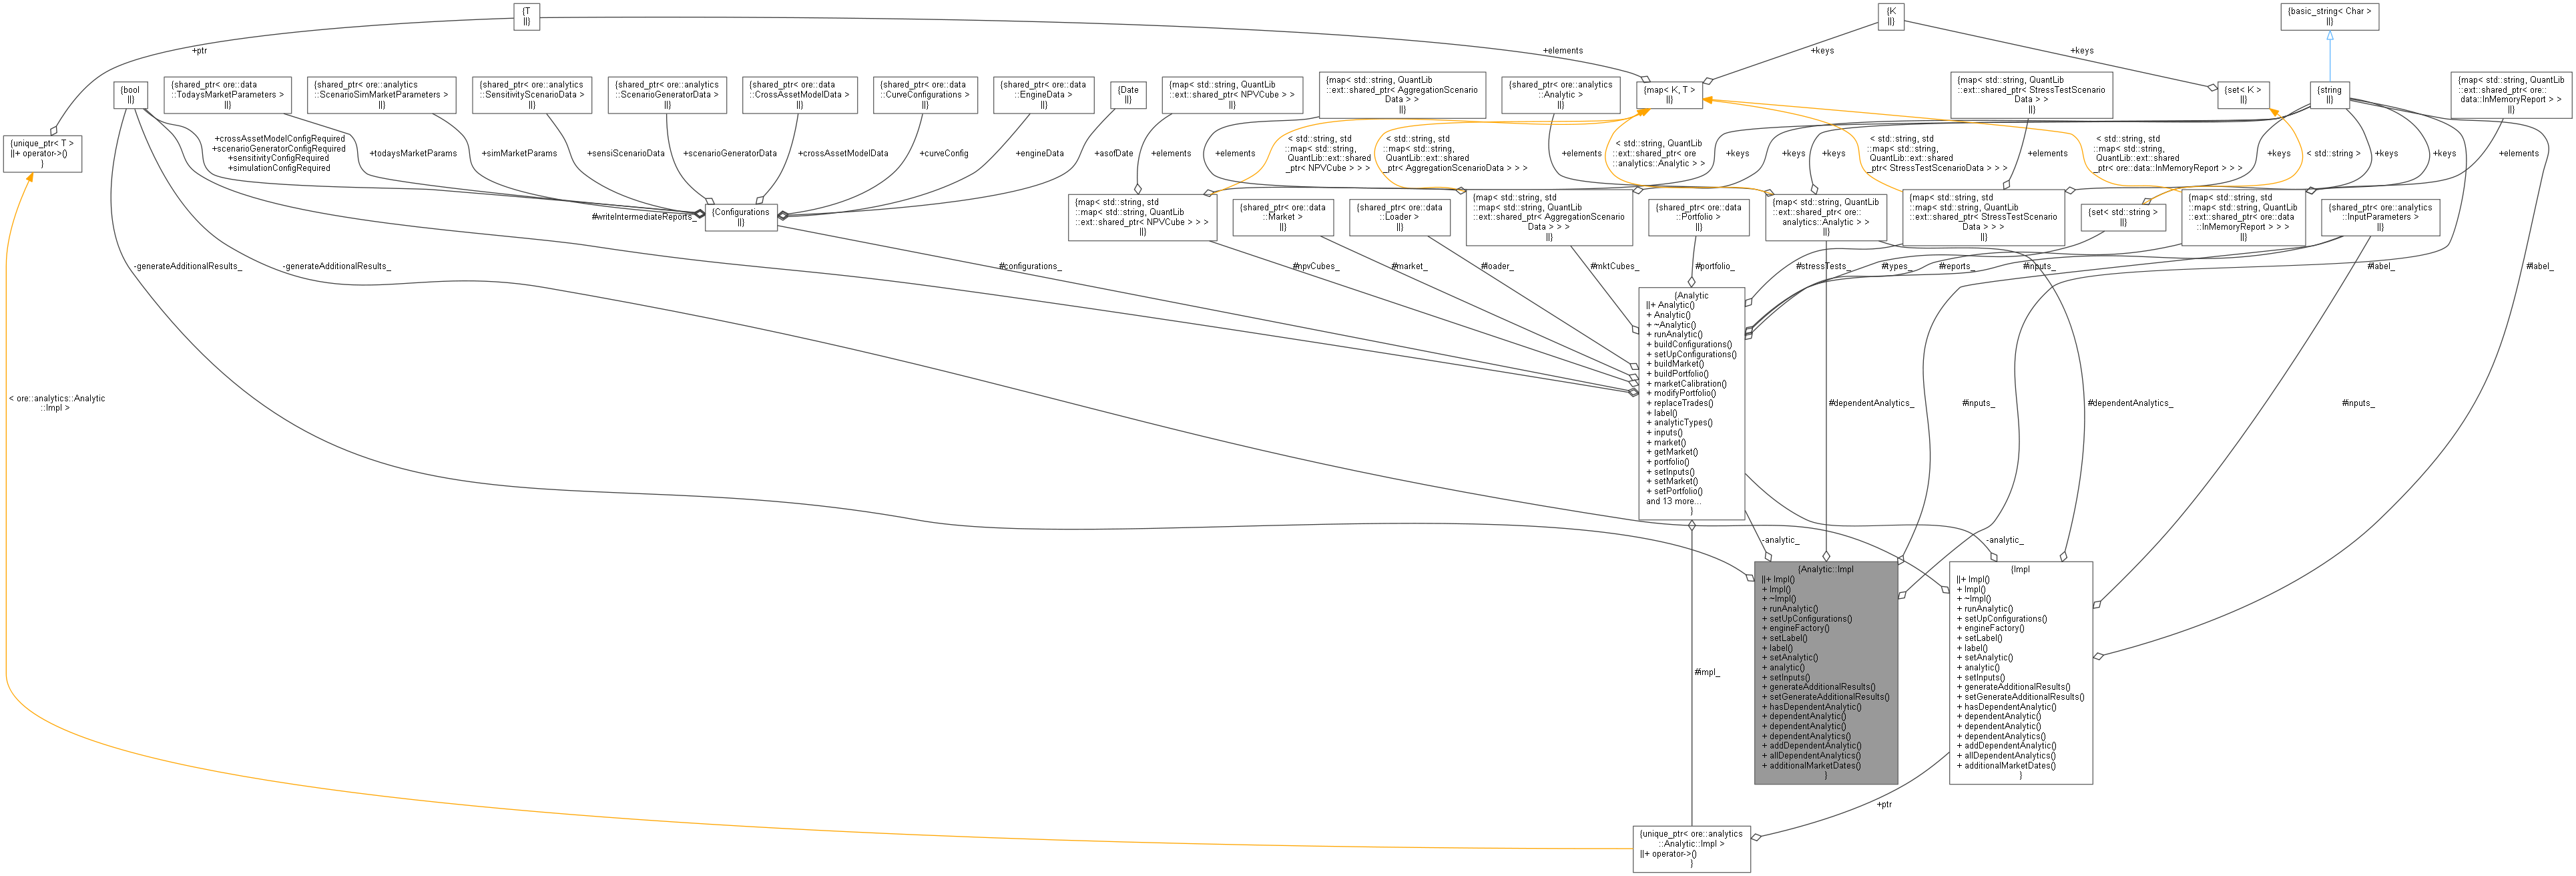 {T
||}
{K
||}
{basic_string< Char >
||}
+ptr
+elements
+keys
+keys
{bool
||}
{shared_ptr< ore::data
::TodaysMarketParameters >
||}
{shared_ptr< ore::analytics
::ScenarioSimMarketParameters >
||}
{shared_ptr< ore::analytics
::SensitivityScenarioData >
||}
{shared_ptr< ore::analytics
::ScenarioGeneratorData >
||}
{shared_ptr< ore::data
::CrossAssetModelData >
||}
{shared_ptr< ore::data
::CurveConfigurations >
||}
{shared_ptr< ore::data
::EngineData >
||}
{Date
||}
{map< std::string, QuantLib
::ext::shared_ptr< NPVCube > >
||}
{map< std::string, QuantLib
::ext::shared_ptr< AggregationScenario
Data > >
||}
{shared_ptr< ore::analytics
::Analytic >
||}
{map< K, T >
||}
{map< std::string, QuantLib
::ext::shared_ptr< StressTestScenario
Data > >
||}
{set< K >
||}
{string
||}
{map< std::string, QuantLib
::ext::shared_ptr< ore::
data::InMemoryReport > >
||}
{unique_ptr< T >
||+ operator->()
}
+crossAssetModelConfigRequired
+scenarioGeneratorConfigRequired
+sensitivityConfigRequired
+simulationConfigRequired
+todaysMarketParams
+simMarketParams
+sensiScenarioData
+scenarioGeneratorData
+crossAssetModelData
+curveConfig
+engineData
+asofDate
+elements
+elements
< std::string, std
::map< std::string,
QuantLib::ext::shared
_ptr< NPVCube > > >
+keys
< std::string, std
::map< std::string,
QuantLib::ext::shared
_ptr< AggregationScenarioData > > >
+keys
+elements
< std::string, QuantLib
::ext::shared_ptr< ore
::analytics::Analytic > >
+keys
< std::string, std
::map< std::string,
QuantLib::ext::shared
_ptr< StressTestScenarioData > > >
+elements
< std::string, std
::map< std::string,
QuantLib::ext::shared
_ptr< ore::data::InMemoryReport > > >
+keys
< std::string >
+keys
+keys
+elements
{Configurations
||}
{map< std::string, std
::map< std::string, QuantLib
::ext::shared_ptr< NPVCube > > >
||}
{shared_ptr< ore::data
::Market >
||}
{shared_ptr< ore::data
::Loader >
||}
{map< std::string, std
::map< std::string, QuantLib
::ext::shared_ptr< AggregationScenario
Data > > >
||}
{shared_ptr< ore::data
::Portfolio >
||}
{map< std::string, QuantLib
::ext::shared_ptr< ore::
analytics::Analytic > >
||}
{map< std::string, std
::map< std::string, QuantLib
::ext::shared_ptr< StressTestScenario
Data > > >
||}
{set< std::string >
||}
{map< std::string, std
::map< std::string, QuantLib
::ext::shared_ptr< ore::data
::InMemoryReport > > >
||}
{shared_ptr< ore::analytics
::InputParameters >
||}
#writeIntermediateReports_
-generateAdditionalResults_
-generateAdditionalResults_
#configurations_
#npvCubes_
#market_
#loader_
#mktCubes_
#portfolio_
#stressTests_
#types_
#reports_
#inputs_
#label_
#label_
{Analytic
||+ Analytic()
+ Analytic()
+ ~Analytic()
+ runAnalytic()
+ buildConfigurations()
+ setUpConfigurations()
+ buildMarket()
+ buildPortfolio()
+ marketCalibration()
+ modifyPortfolio()
+ replaceTrades()
+ label()
+ analyticTypes()
+ inputs()
+ market()
+ getMarket()
+ portfolio()
+ setInputs()
+ setMarket()
+ setPortfolio()
and 13 more...
}
< ore::analytics::Analytic
::Impl >
#dependentAnalytics_
#inputs_
#dependentAnalytics_
#inputs_
-analytic_
-analytic_
{Analytic::Impl
||+ Impl()
+ Impl()
+ ~Impl()
+ runAnalytic()
+ setUpConfigurations()
+ engineFactory()
+ setLabel()
+ label()
+ setAnalytic()
+ analytic()
+ setInputs()
+ generateAdditionalResults()
+ setGenerateAdditionalResults()
+ hasDependentAnalytic()
+ dependentAnalytic()
+ dependentAnalytic()
+ dependentAnalytics()
+ addDependentAnalytic()
+ allDependentAnalytics()
+ additionalMarketDates()
}
{Impl
||+ Impl()
+ Impl()
+ ~Impl()
+ runAnalytic()
+ setUpConfigurations()
+ engineFactory()
+ setLabel()
+ label()
+ setAnalytic()
+ analytic()
+ setInputs()
+ generateAdditionalResults()
+ setGenerateAdditionalResults()
+ hasDependentAnalytic()
+ dependentAnalytic()
+ dependentAnalytic()
+ dependentAnalytics()
+ addDependentAnalytic()
+ allDependentAnalytics()
+ additionalMarketDates()
}
#impl_
+ptr
{unique_ptr< ore::analytics
::Analytic::Impl >
||+ operator->()
}